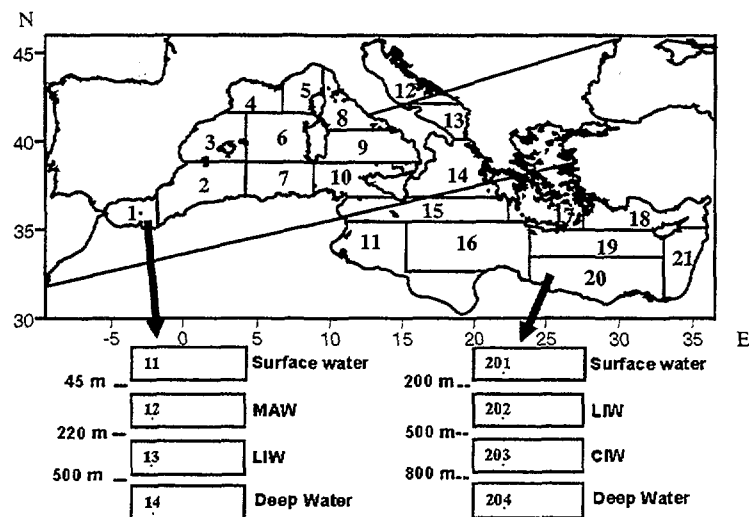 N
45
40
35
30
-5 0 5 10 15 20 25 30 35 E
1
2
3
4
5
6
7
8
9
10
11
12
13
14
15
16
17
18
19
20
21
11 Surface water
45 m
12 MAW
220 m
13 LIW
500 m
14 Deep Water
201 Surface water
200 m
202 LIW
500 m
203 CIW
800 m
204 Deep Water